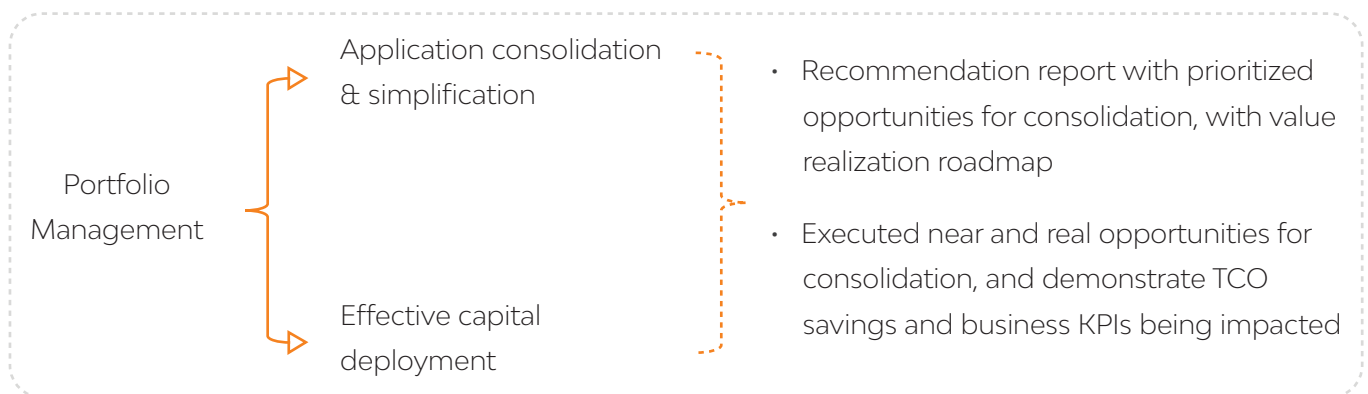 Portfolio
Management
Application consolidation
& simplification
Effective capital
deployment
• Recommendation report with prioritized
opportunities for consolidation, with value
realization roadmap
• Executed near and real opportunities for
consolidation, and demonstrate TCO
savings and business KPIs being impacted